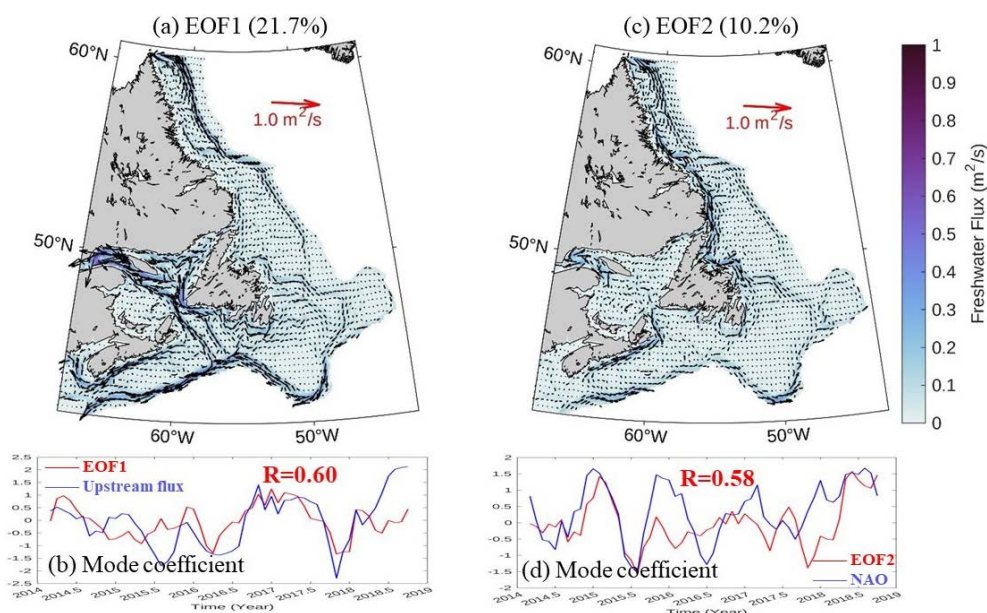 (a) EOF1 (21.7%)
60°N
50°N
1.0 m²/s
60°W
50°W
(c) EOF2 (10.2%)
60°N
50°N
1.0 m²/s
60°W
50°W
1
0.9
0.8
0.7
0.6
0.5
0.4
0.3
0.2
0.1
0
Freshwater Flux (m²/s)
2.5
2
1.5
1
0.5
0
-0.5
-1
-1.5
-2
-2.5
EOF1
Upstream flux
R=0.60
(b) Mode coefficient
2014
2014.5
2015
2015.5
2016
2016.5
2017
2017.5
2018
2018.5
2019
Time (Year)
2
1.5
1
0.5
0
-0.5
-1
-1.5
-2
R=0.58
(d) Mode coefficient
EOF2
NAO
2014
2014.5
2015
2015.5
2016
2016.5
2017
2017.5
2018
2018.5
2019
Time (Year)